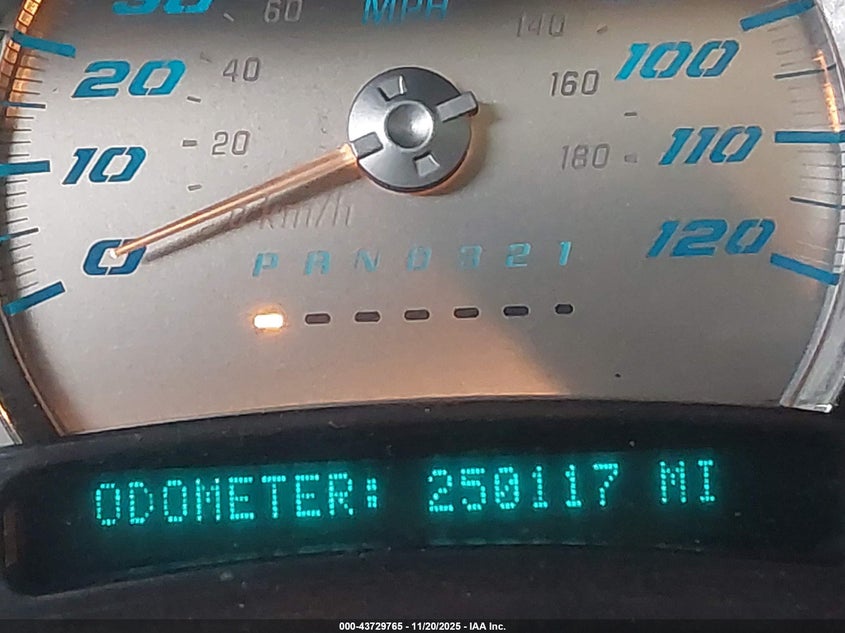 60 MPH 140
20 40 160 100
10 20 180 110
0 km/h 120
P R N D 3 2 1
ODOMETER: 250117 MI
000-43729765 - 11/20/2025 - IAA Inc.